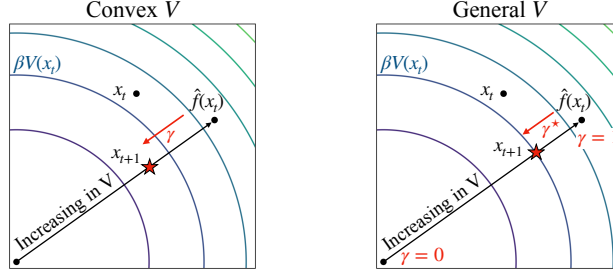 Convex V
βV(x_t)
x_t
f̂(x_t)
γ
x_{t+1}
Increasing in V
General V
βV(x_t)
x_t
f̂(x_t)
γ⋆
γ =
x_{t+1}
Increasing in V
γ = 0